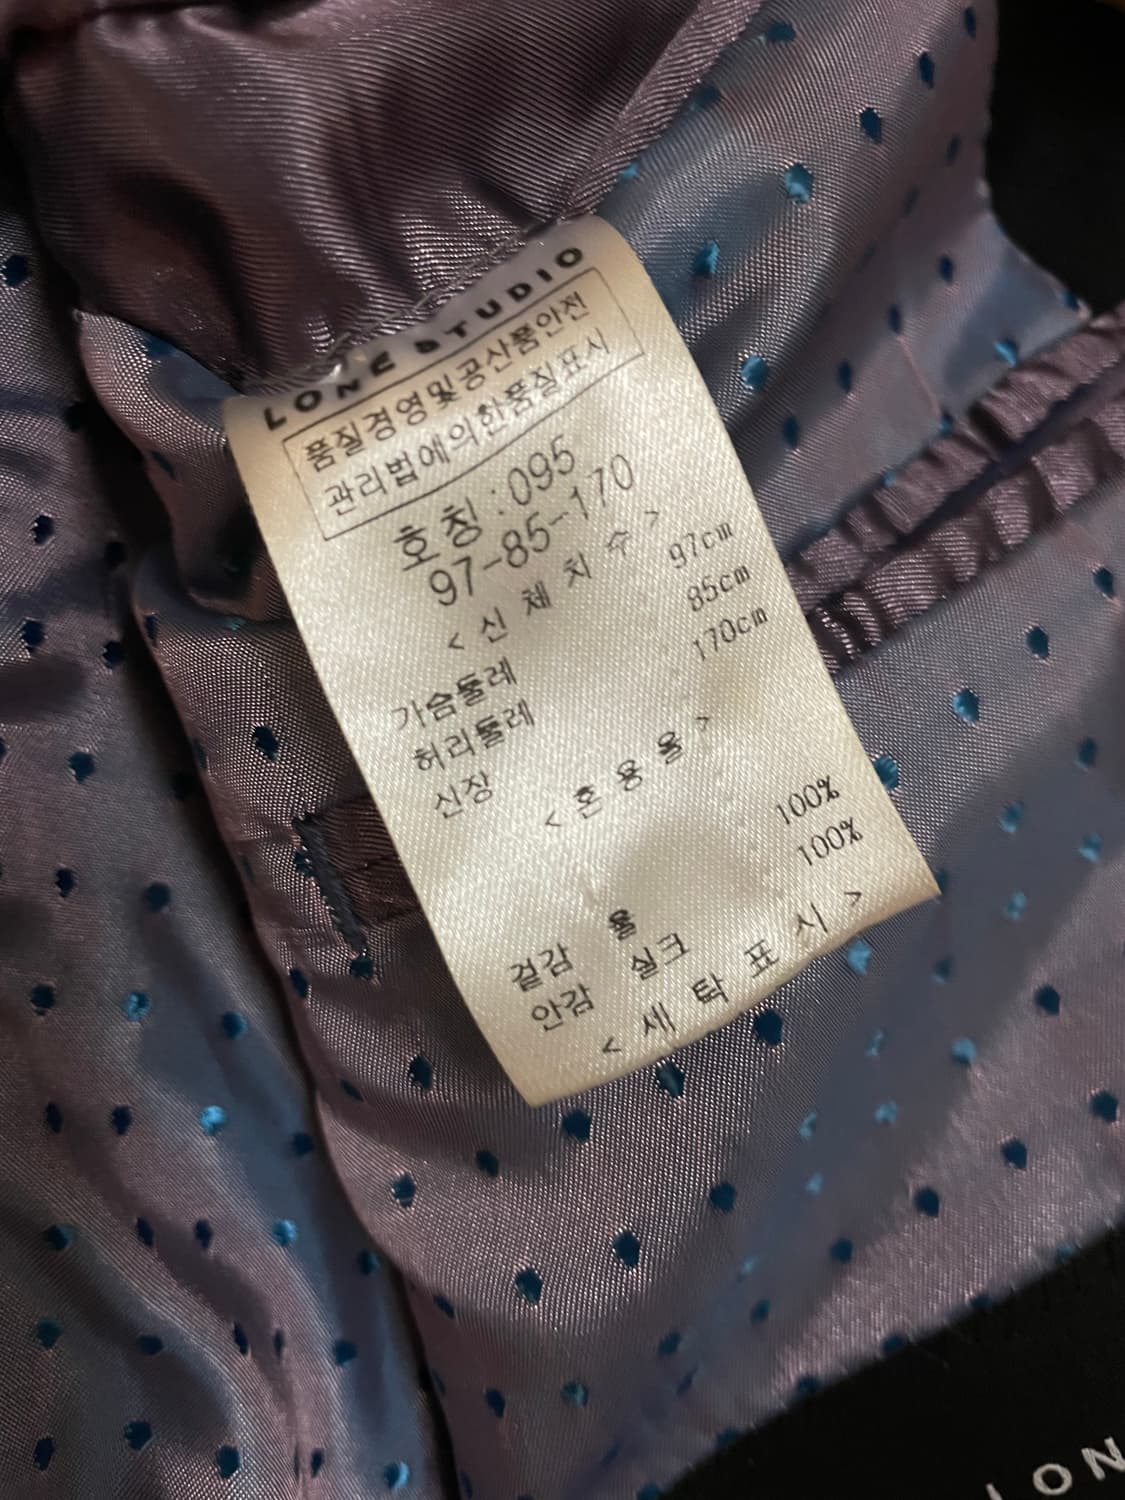 LONE STUDIO
품질경영및공산품안전
관리법에의한품질표시
호칭 : 095
97-85-170
< 신 체 치 수 >
가슴둘레 97cm
허리둘레 85cm
신장 170cm
< 혼 용 율 >
겉감 울 100%
안감 실크 100%
< 세 탁 표 시 >
LON